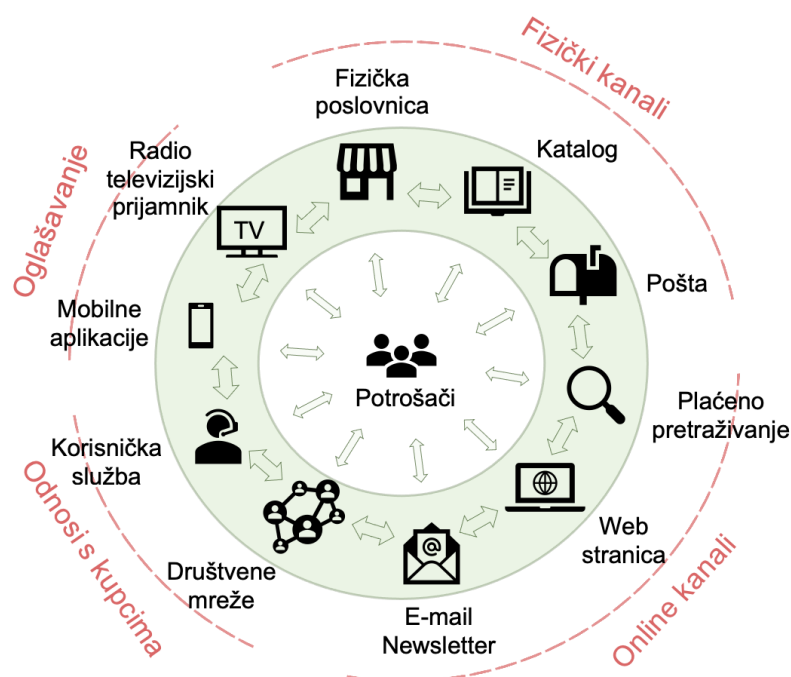 Fizički kanali
Fizička
poslovnica
Katalog
Pošta
Plaćeno
pretraživanje
Web
stranica
Online kanali
E-mail
Newsletter
@
Društvene
mreže
Odnosi s kupcima
Korisnička
služba
Mobilne
aplikacije
Oglašavanje
Radio
televizijski
prijamnik
TV
Potrošači